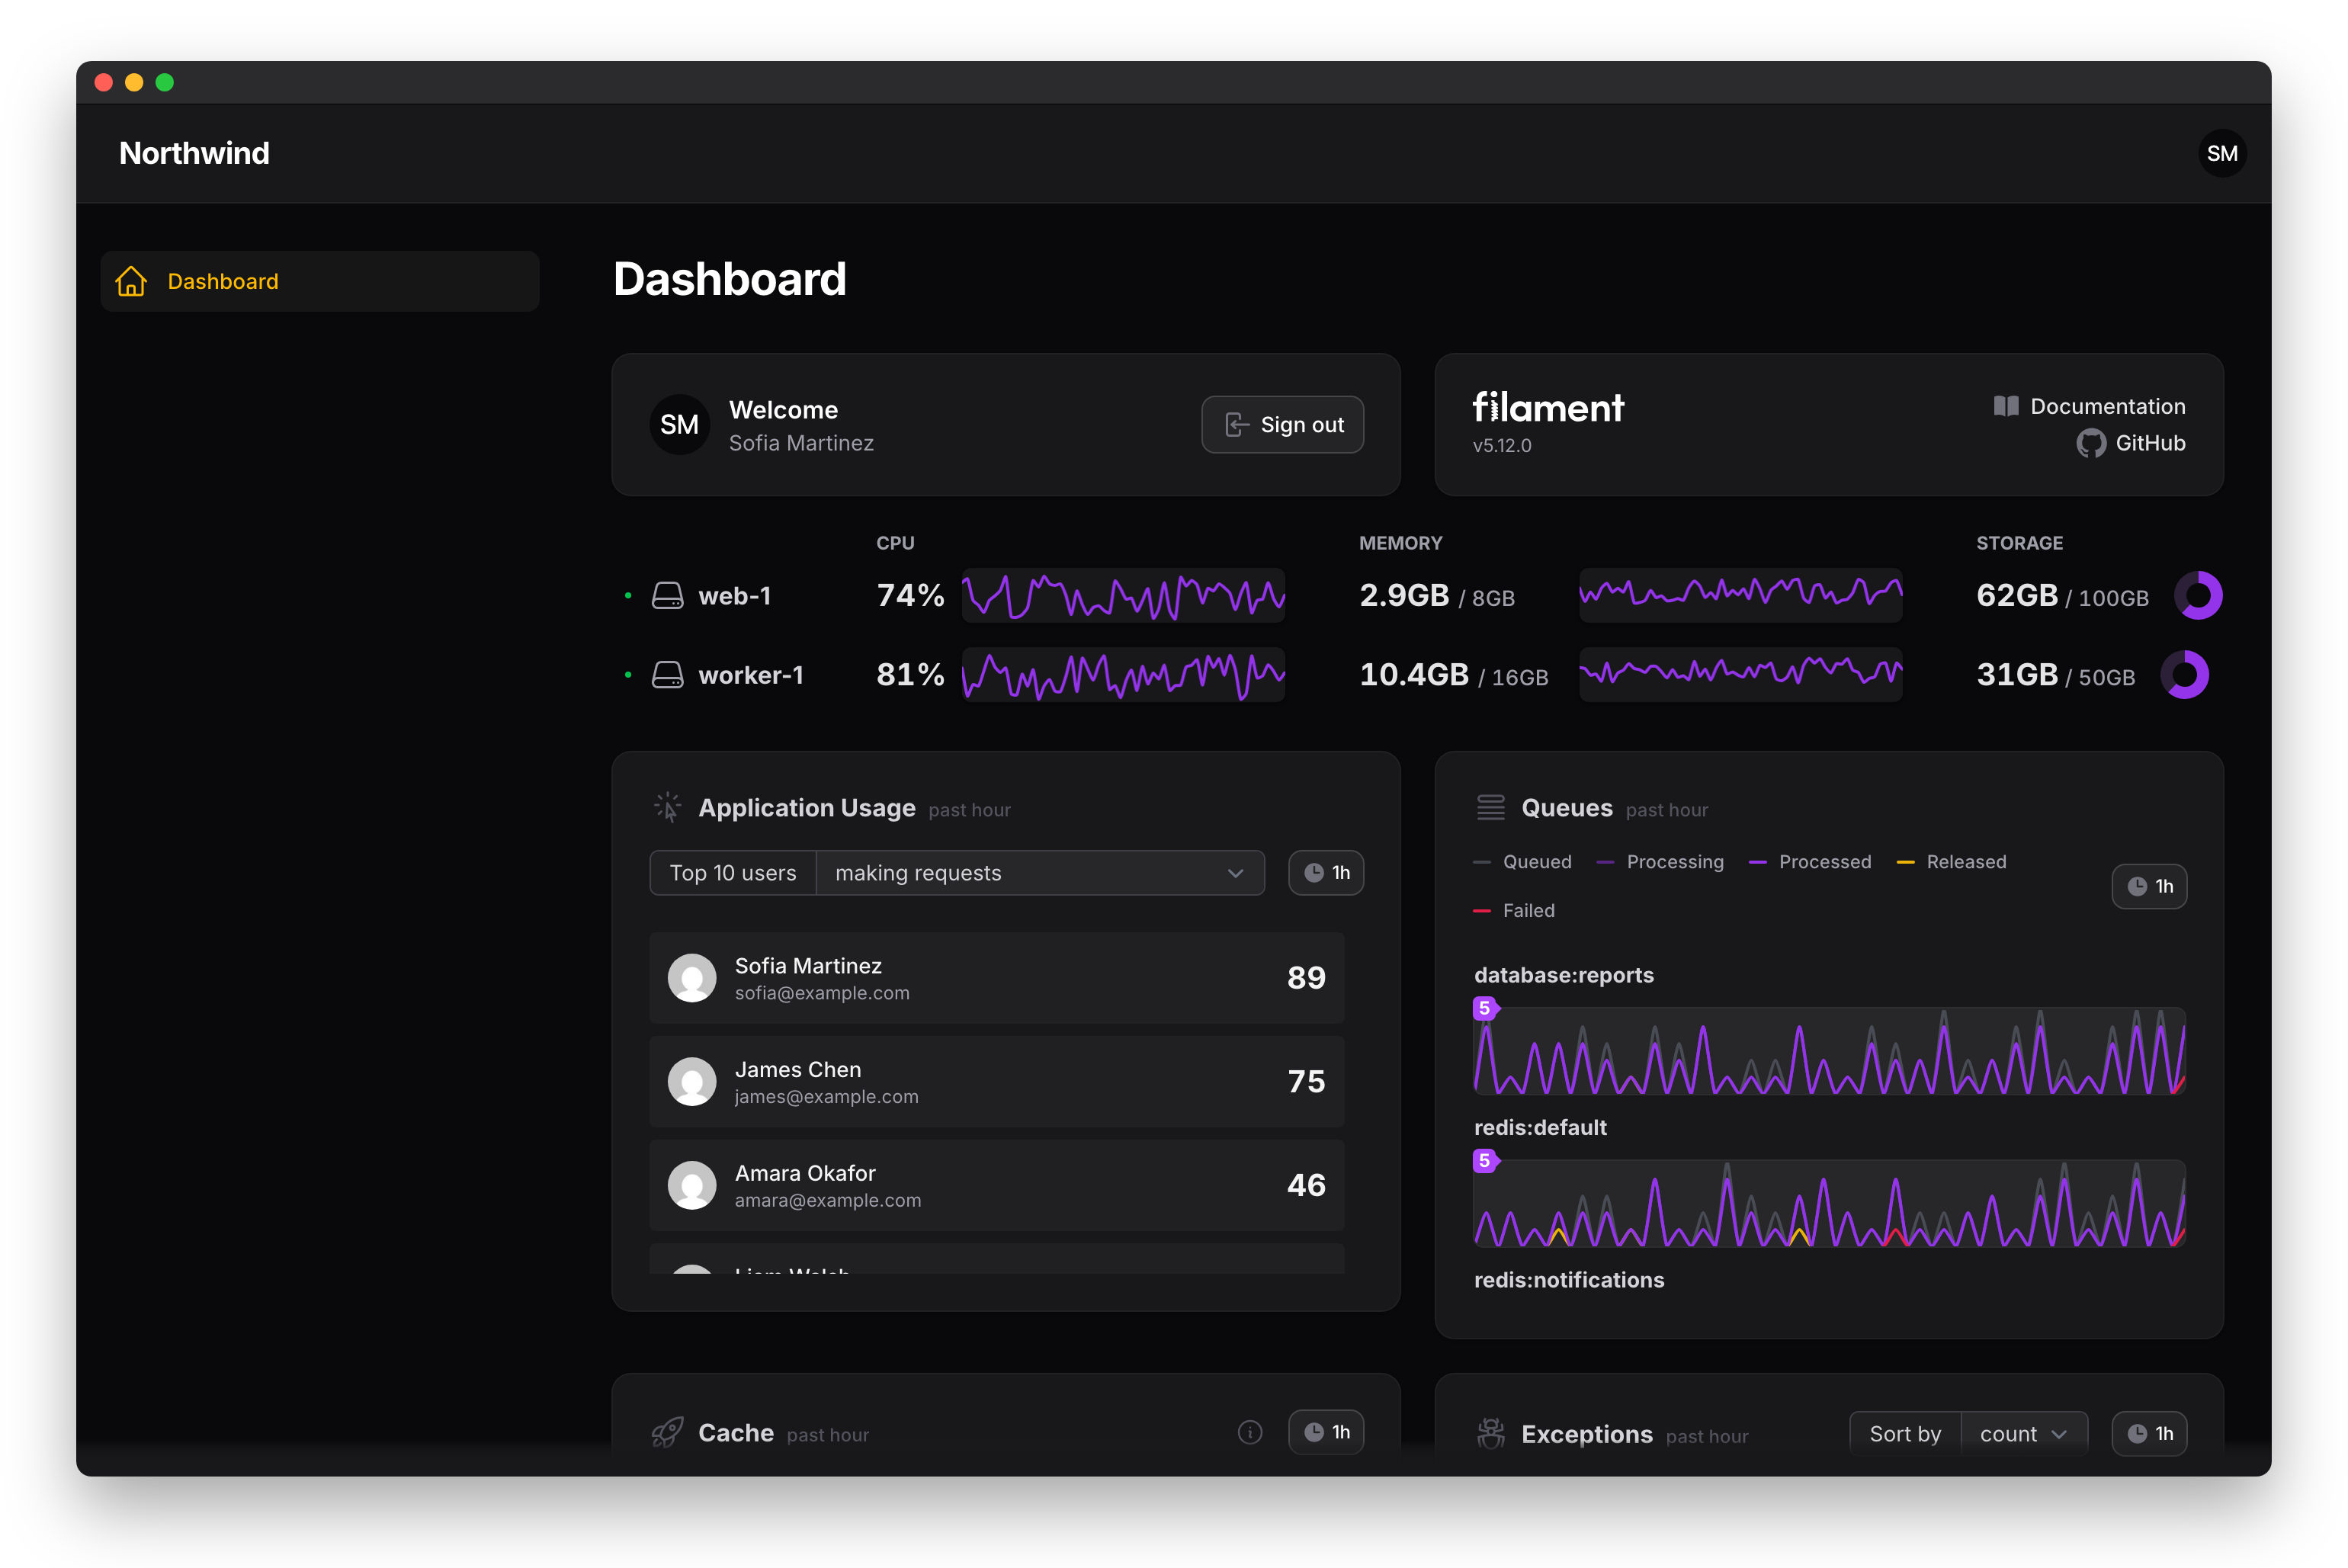 Northwind
SM
Dashboard
Dashboard
SM
Welcome
Sofia Martinez
Sign out
filament
v5.12.0
Documentation
GitHub
CPU
MEMORY
STORAGE
web-1
74%
2.9GB / 8GB
62GB / 100GB
worker-1
81%
10.4GB / 16GB
31GB / 50GB
Application Usage past hour
Top 10 users
making requests
1h
Sofia Martinez
sofia@example.com
89
James Chen
james@example.com
75
Amara Okafor
amara@example.com
46
Queues past hour
Queued
Processing
Processed
Released
Failed
1h
database:reports
5
redis:default
5
redis:notifications
Cache past hour
1h
Exceptions past hour
Sort by
count
1h